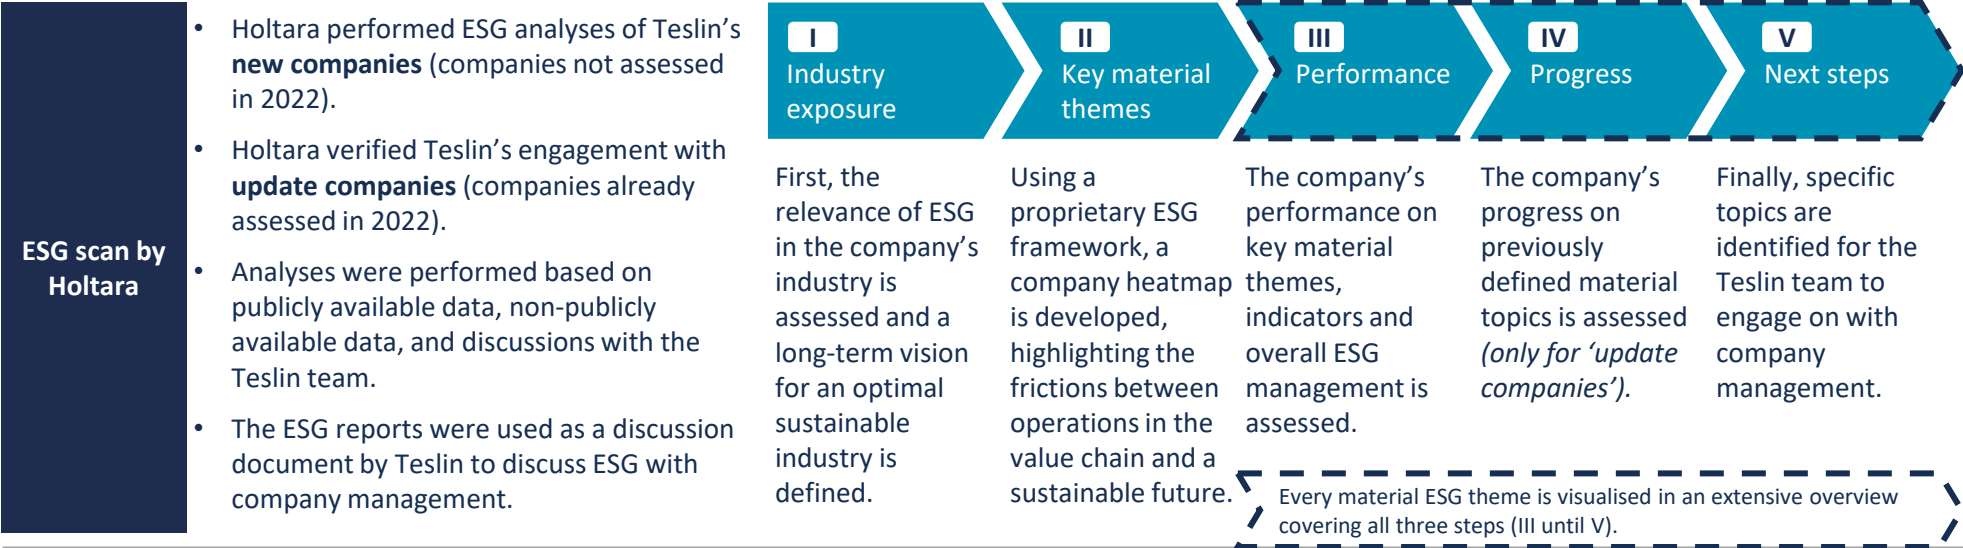 ESG scan by
Holtara
• Holtara performed ESG analyses of Teslin’s
new companies (companies not assessed
in 2022).
• Holtara verified Teslin’s engagement with
update companies (companies already
assessed in 2022).
• Analyses were performed based on
publicly available data, non-publicly
available data, and discussions with the
Teslin team.
• The ESG reports were used as a discussion
document by Teslin to discuss ESG with
company management.
I
Industry
exposure
First, the
relevance of ESG
in the company’s
industry is
assessed and a
long-term vision
for an optimal
sustainable
industry is
defined.
II
Key material
themes
Using a
proprietary ESG
framework, a
company heatmap
is developed,
highlighting the
frictions between
operations in the
value chain and a
sustainable future.
III
Performance
The company’s
performance on
key material
themes,
indicators and
overall ESG
management is
assessed.
IV
Progress
The company’s
progress on
previously
defined material
topics is assessed
(only for ‘update
companies’).
V
Next steps
Finally, specific
topics are
identified for the
Teslin team to
engage on with
company
management.
Every material ESG theme is visualised in an extensive overview
covering all three steps (III until V).